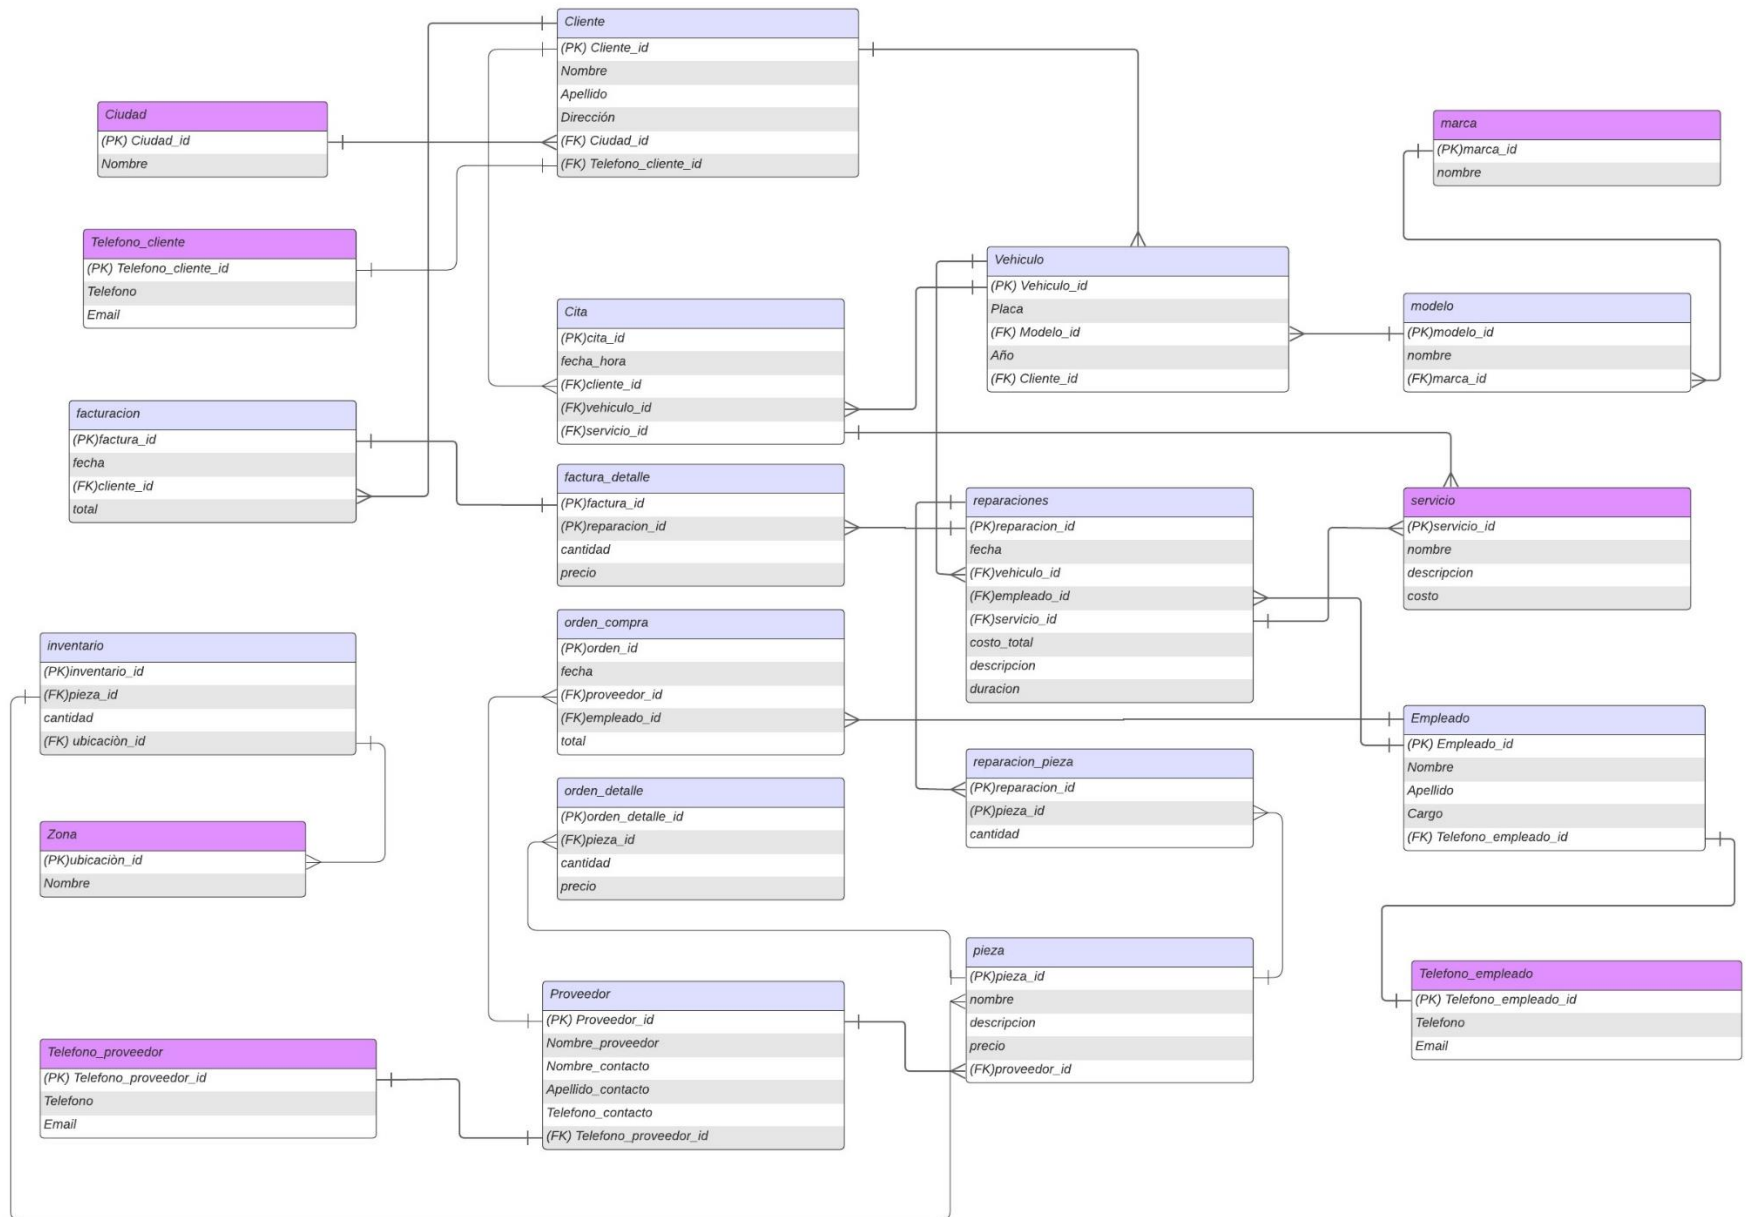 Cliente
(PK) Cliente_id
Nombre
Apellido
Dirección
(FK) Ciudad_id
(FK) Telefono_cliente_id
Ciudad
(PK) Ciudad_id
Nombre
marca
(PK)marca_id
nombre
Telefono_cliente
(PK) Telefono_cliente_id
Telefono
Email
Vehiculo
(PK) Vehiculo_id
Placa
(FK) Modelo_id
Año
(FK) Cliente_id
modelo
(PK)modelo_id
nombre
(FK)marca_id
Cita
(PK)cita_id
fecha_hora
(FK)cliente_id
(FK)vehiculo_id
(FK)servicio_id
facturacion
(PK)factura_id
fecha
(FK)cliente_id
total
factura_detalle
(PK)factura_id
(PK)reparacion_id
cantidad
precio
reparaciones
(PK)reparacion_id
fecha
(FK)vehiculo_id
(FK)empleado_id
(FK)servicio_id
costo_total
descripcion
duracion
servicio
(PK)servicio_id
nombre
descripcion
costo
inventario
(PK)inventario_id
(FK)pieza_id
cantidad
(FK) ubicaciòn_id
orden_compra
(PK)orden_id
fecha
(FK)proveedor_id
(FK)empleado_id
total
Empleado
(PK) Empleado_id
Nombre
Apellido
Cargo
(FK) Telefono_empleado_id
reparacion_pieza
(PK)reparacion_id
(PK)pieza_id
cantidad
orden_detalle
(PK)orden_detalle_id
(FK)pieza_id
cantidad
precio
Zona
(PK)ubicaciòn_id
Nombre
pieza
(PK)pieza_id
nombre
descripcion
precio
(FK)proveedor_id
Telefono_empleado
(PK) Telefono_empleado_id
Telefono
Email
Proveedor
(PK) Proveedor_id
Nombre_proveedor
Nombre_contacto
Apellido_contacto
Telefono_contacto
(FK) Telefono_proveedor_id
Telefono_proveedor
(PK) Telefono_proveedor_id
Telefono
Email